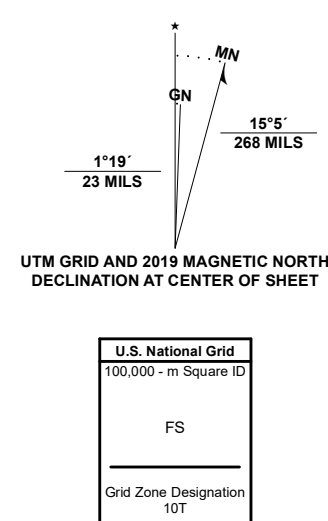 ★
MN
GN
15°5´
268 MILS
1°19´
23 MILS
UTM GRID AND 2019 MAGNETIC NORTH
DECLINATION AT CENTER OF SHEET
U.S. National Grid
100,000 - m Square ID
FS
Grid Zone Designation
10T